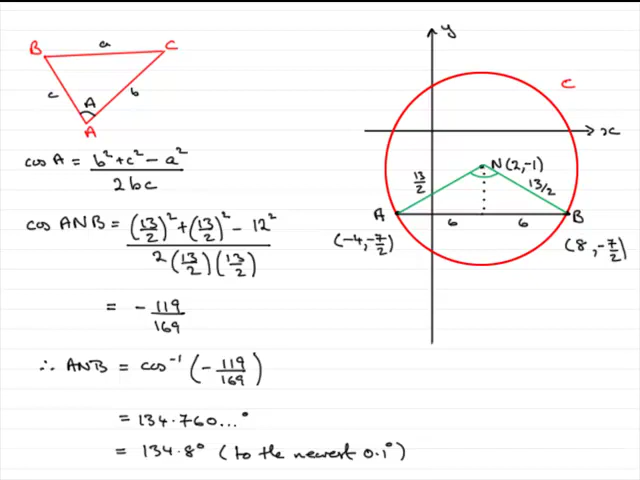 B a C
c A b
A
cos A = b² + c² - a² / 2bc
cos ANB = (13/2)² + (13/2)² - 12² / 2(13/2)(13/2)
= - 119/169
∴ ANB = cos⁻¹ (- 119/169)
= 134.760...°
= 134.8° (to the newest 0.1°)
y
C
x
N(2,-1)
13/2 13/2
A B
6 6
(-4, -7/2) (8, -7/2)